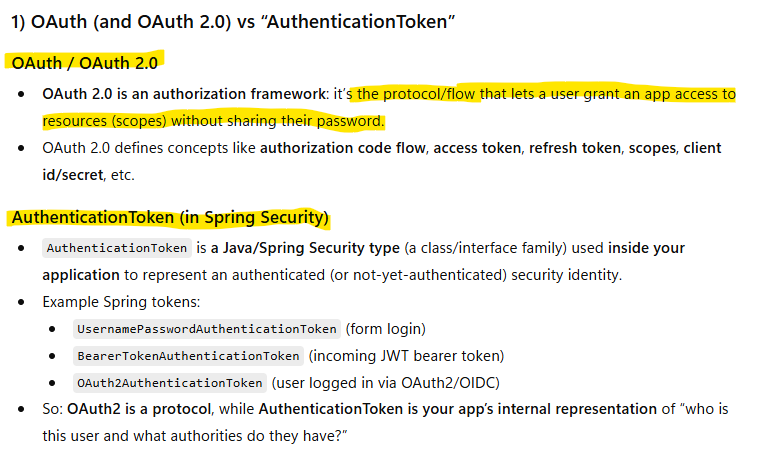 1) OAuth (and OAuth 2.0) vs “AuthenticationToken”
OAuth / OAuth 2.0
• OAuth 2.0 is an authorization framework: it’s the protocol/flow that lets a user grant an app access to
resources (scopes) without sharing their password.
• OAuth 2.0 defines concepts like authorization code flow, access token, refresh token, scopes, client
id/secret, etc.
AuthenticationToken (in Spring Security)
• AuthenticationToken is a Java/Spring Security type (a class/interface family) used inside your
application to represent an authenticated (or not-yet-authenticated) security identity.
• Example Spring tokens:
• UsernamePasswordAuthenticationToken (form login)
• BearerTokenAuthenticationToken (incoming JWT bearer token)
• OAuth2AuthenticationToken (user logged in via OAuth2/OIDC)
• So: OAuth2 is a protocol, while AuthenticationToken is your app’s internal representation of “who is
this user and what authorities do they have?”